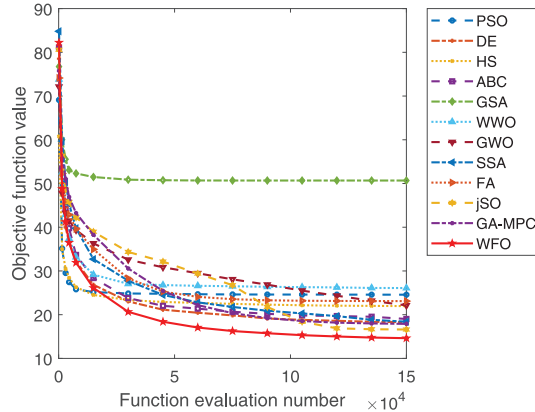 90
80
70
60
50
40
30
20
10
Objective function value
0
5
10
15
Function evaluation number
×10^4
PSO
DE
HS
ABC
GSA
WWO
GWO
SSA
FA
jSO
GA-MPC
WFO